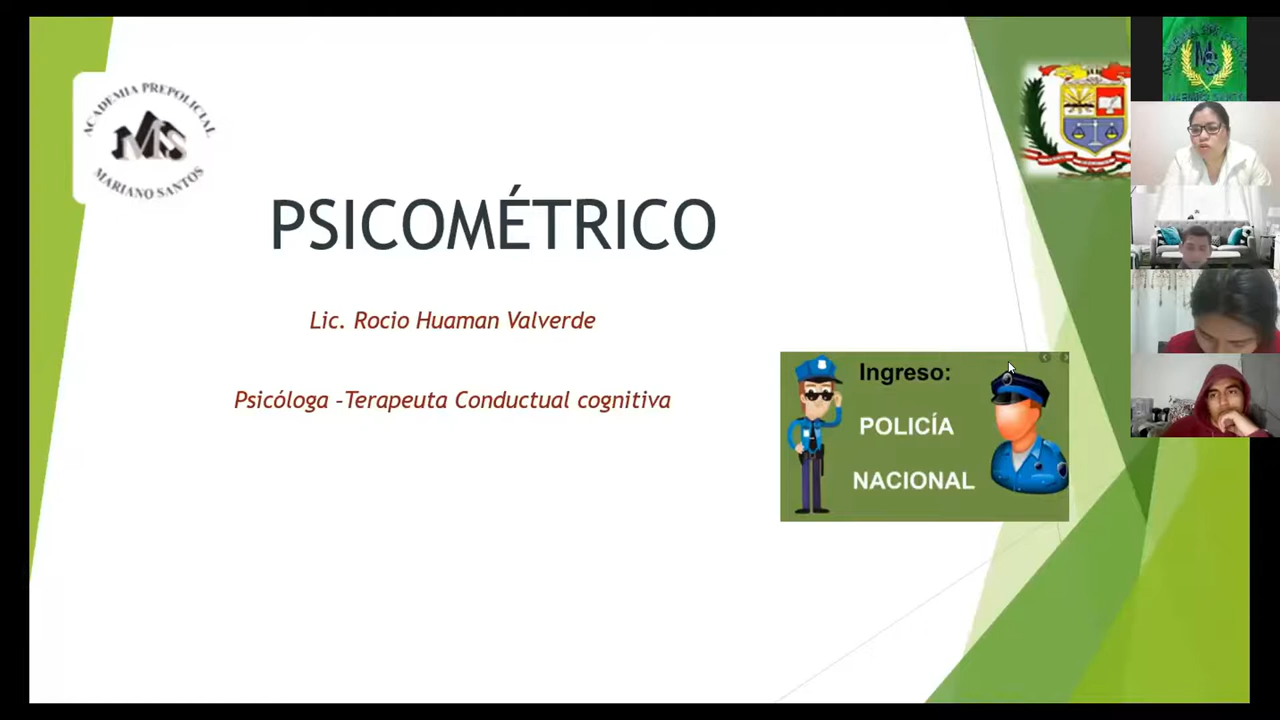 ACADEMIA PREPOLICIAL
MS
MARIANO SANTOS
PSICOMÉTRICO
Lic. Rocio Huaman Valverde
Psicóloga -Terapeuta Conductual cognitiva
Ingreso:
POLICÍA
NACIONAL